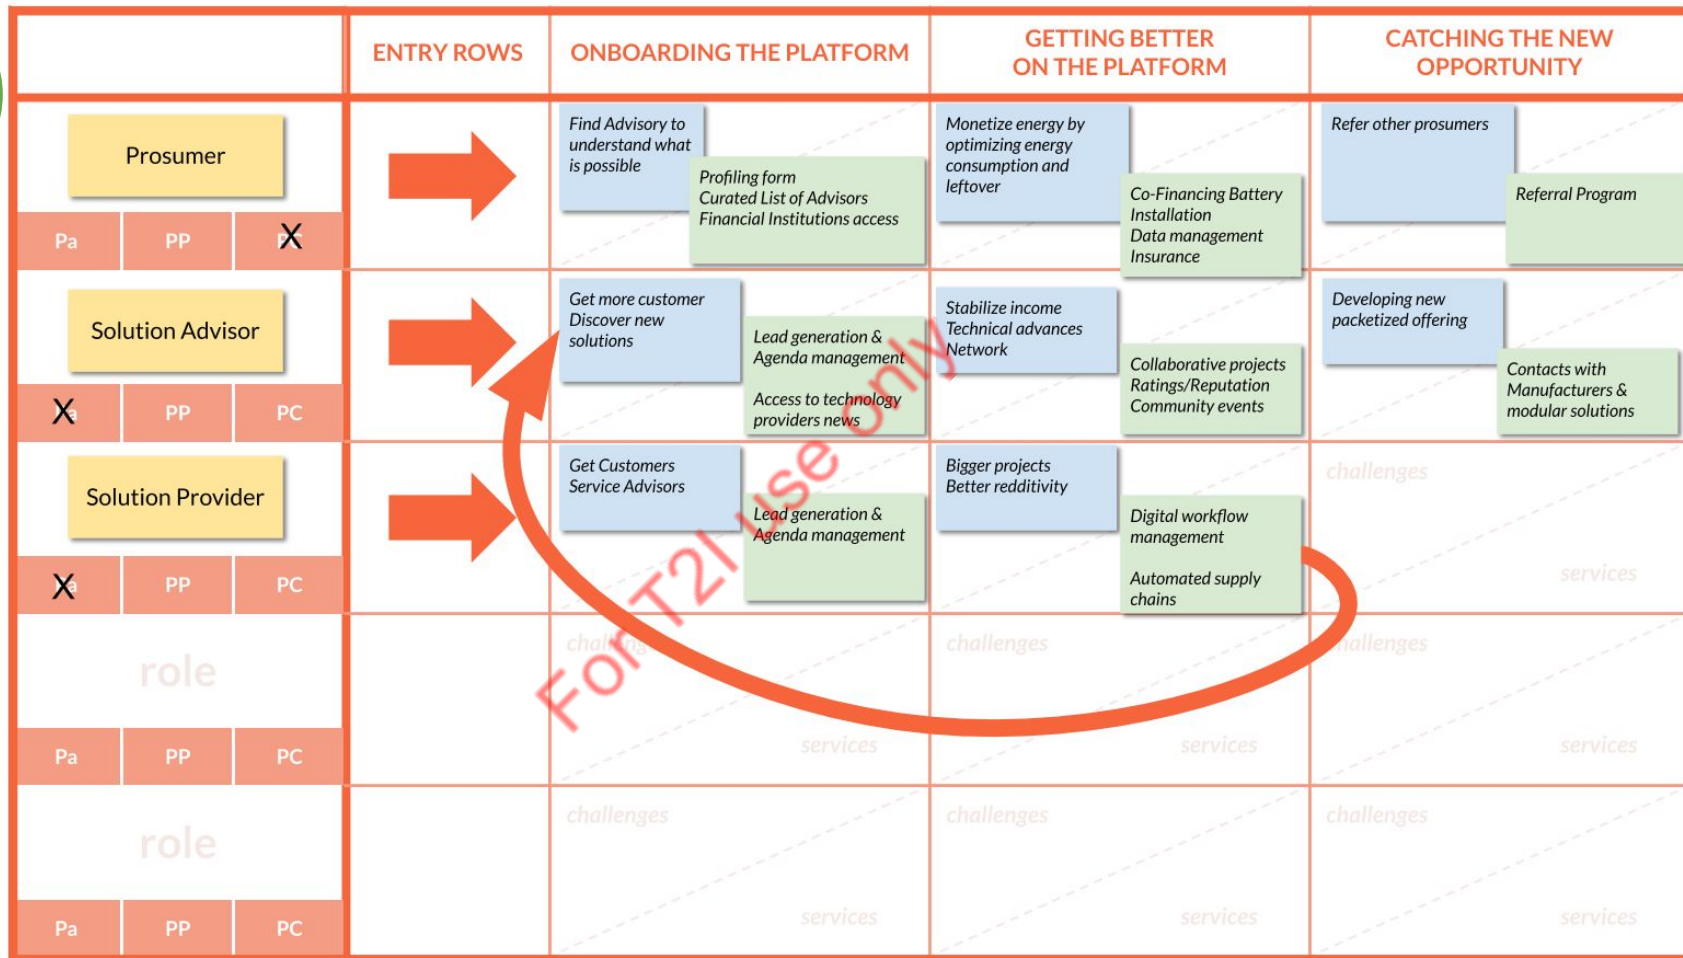 ENTRY ROWS
ONBOARDING THE PLATFORM
GETTING BETTER
ON THE PLATFORM
CATCHING THE NEW
OPPORTUNITY
Prosumer
Pa
PP
X
Find Advisory to
understand what
is possible
Profiling form
Curated List of Advisors
Financial Institutions access
Monetize energy by
optimizing energy
consumption and
leftover
Co-Financing Battery
Installation
Data management
Insurance
Refer other prosumers
Referral Program
Solution Advisor
X
PP
PC
Get more customer
Discover new
solutions
Lead generation &
Agenda management
Access to technology
providers news
Stabilize income
Technical advances
Network
Collaborative projects
Ratings/Reputation
Community events
Developing new
packetized offering
Contacts with
Manufacturers &
modular solutions
Solution Provider
X
PP
PC
Get Customers
Service Advisors
Lead generation &
Agenda management
Bigger projects
Better redditivity
Digital workflow
management
Automated supply
chains
challenges
services
role
Pa
PP
PC
challenges
services
challenges
services
challenges
services
role
Pa
PP
PC
challenges
services
challenges
services
challenges
services
For T2I use only